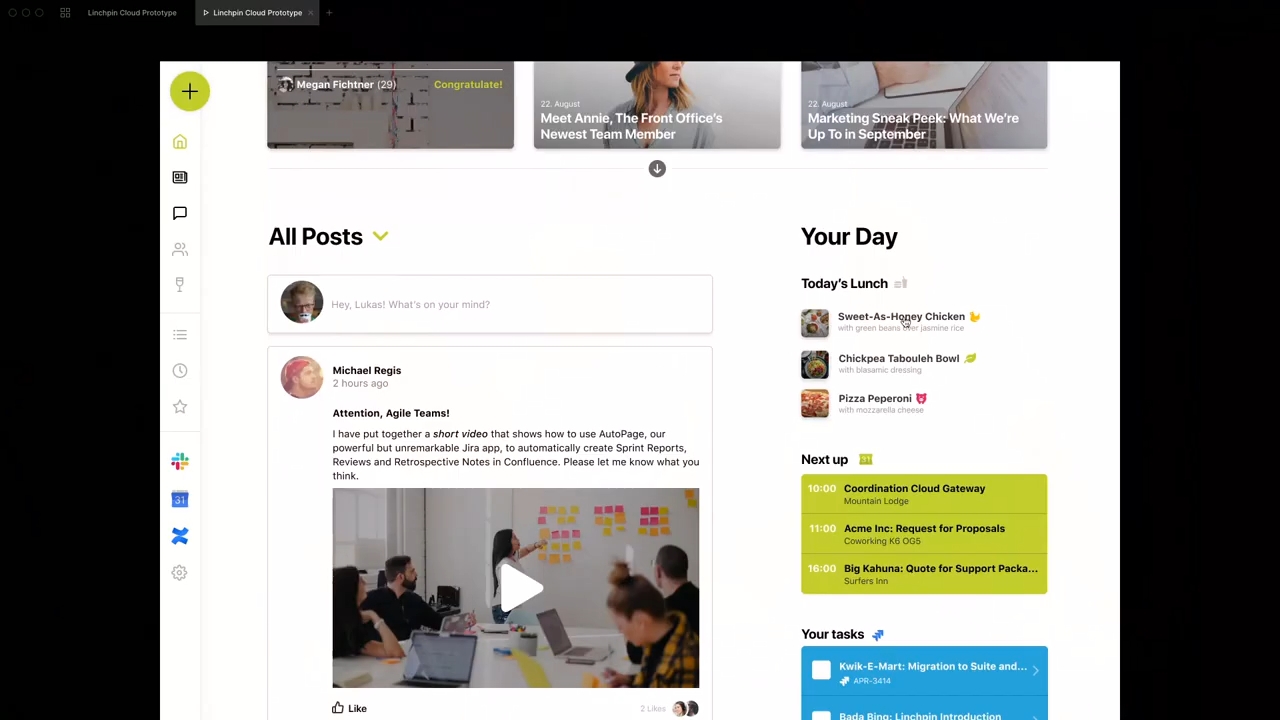 Linchpin Cloud Prototype
Linchpin Cloud Prototype
Megan Fichtner (29)
Congratulate!
22. August
Meet Annie, The Front Office's
Newest Team Member
22. August
Marketing Sneak Peek: What We're
Up To in September
All Posts
Hey, Lukas! What's on your mind?
Michael Regis
2 hours ago
Attention, Agile Teams!
I have put together a short video that shows how to use AutoPage, our
powerful but unremarkable Jira app, to automatically create Sprint Reports,
Reviews and Retrospective Notes in Confluence. Please let me know what you
think.
Like
2 Likes
Your Day
Today's Lunch
Sweet-As-Honey Chicken
with green beans over jasmine rice
Chickpea Tabouleh Bowl
with blasamic dressing
Pizza Peperoni
with mozzarella cheese
Next up
31
10:00 Coordination Cloud Gateway
Mountain Lodge
11:00 Acme Inc: Request for Proposals
Coworking K6 OG5
16:00 Big Kahuna: Quote for Support Packa...
Surfers Inn
Your tasks
Kwik-E-Mart: Migration to Suite and...
APR-3414
Bada Bing: Linchpin Introduction
31